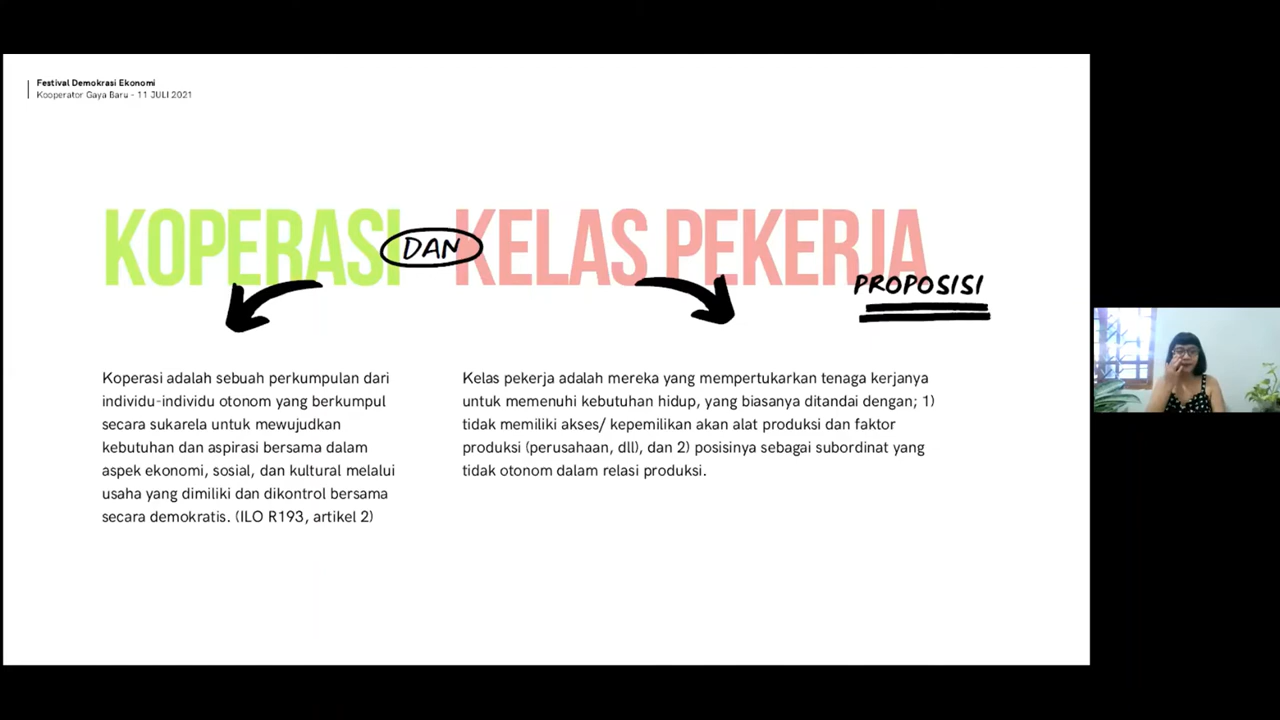 Festival Demokrasi Ekonomi
Kooperator Gaya Baru - 11 JULI 2021
KOPERASI DAN KELAS PEKERJA
PROPOSISI
Koperasi adalah sebuah perkumpulan dari
individu-individu otonom yang berkumpul
secara sukarela untuk mewujudkan
kebutuhan dan aspirasi bersama dalam
aspek ekonomi, sosial, dan kultural melalui
usaha yang dimiliki dan dikontrol bersama
secara demokratis. (ILO R193, artikel 2)
Kelas pekerja adalah mereka yang mempertukarkan tenaga kerjanya
untuk memenuhi kebutuhan hidup, yang biasanya ditandai dengan; 1)
tidak memiliki akses/ kepemilikan akan alat produksi dan faktor
produksi (perusahaan, dll), dan 2) posisinya sebagai subordinat yang
tidak otonom dalam relasi produksi.